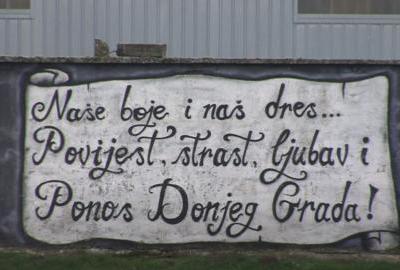 Naše boje i naš dres...
Povijest, strast, ljubav i
Ponos Donjeg Grada!